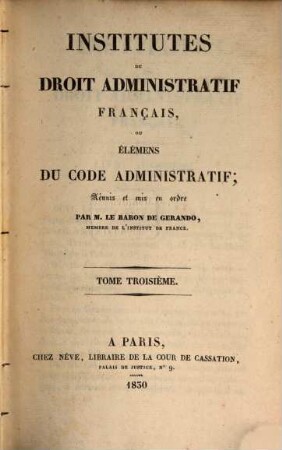 INSTITUTES
DU
DROIT ADMINISTRATIF
FRANÇAIS,
OU
ÉLÉMENS
DU CODE ADMINISTRATIF;
Réunis et mis en ordre
PAR M. LE BARON DE GERANDO,
MEMBRE DE L'INSTITUT DE FRANCE.
TOME TROISIÈME.
A PARIS,
CHEZ NÊVE, LIBRAIRE DE LA COUR DE CASSATION,
PALAIS DE JUSTICE, N° 9.
1830